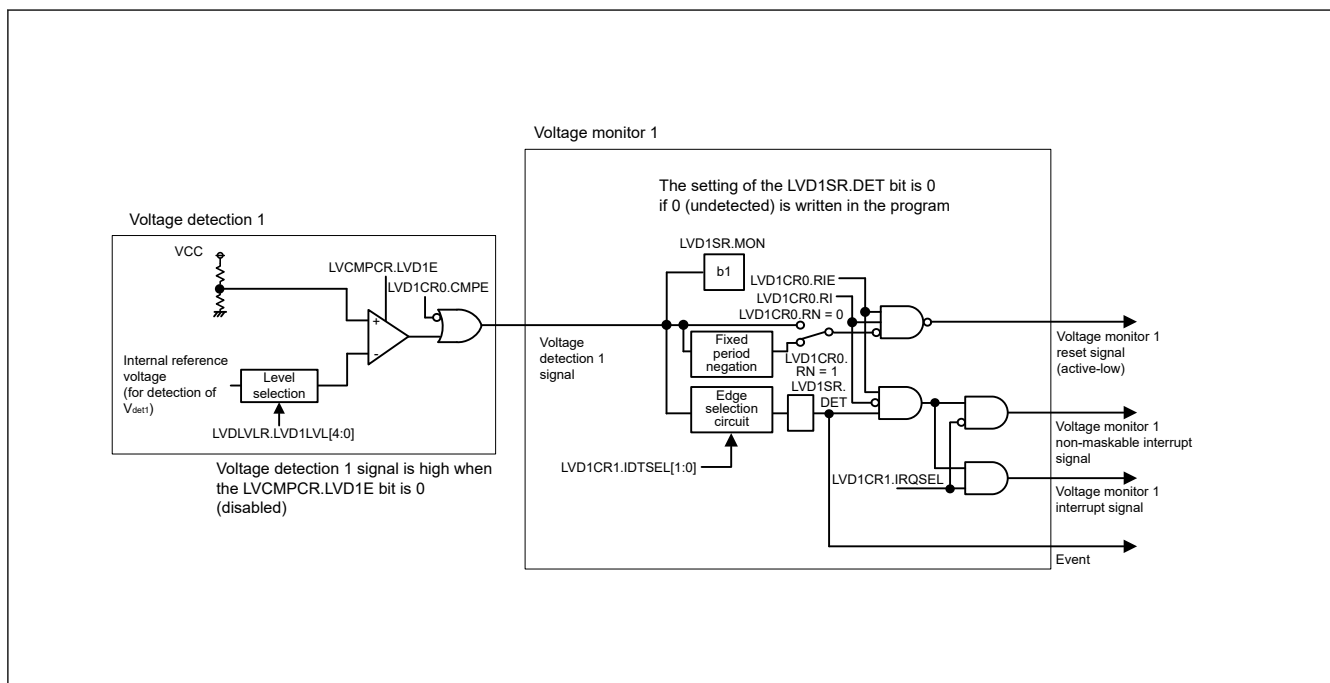 Voltage monitor 1
The setting of the LVD1SR.DET bit is 0
if 0 (undetected) is written in the program
Voltage detection 1
VCC
LVCMPCR.LVD1E
LVD1CR0.CMPE
+
-
Internal reference
voltage
(for detection of
Vdet1)
Level
selection
LVDLVLR.LVD1LVL[4:0]
Voltage detection 1 signal is high when
the LVCMPCR.LVD1E bit is 0
(disabled)
Voltage
detection 1
signal
LVD1SR.MON
b1
LVD1CR0.RIE
LVD1CR0.RI
LVD1CR0.RN = 0
Fixed
period
negation
LVD1CR0.
RN = 1
LVD1SR.
DET
Edge
selection
circuit
LVD1CR1.IDTSEL[1:0]
LVD1CR1.IRQSEL
Voltage monitor 1
reset signal
(active-low)
Voltage monitor 1
non-maskable interrupt
signal
Voltage monitor 1
interrupt signal
Event